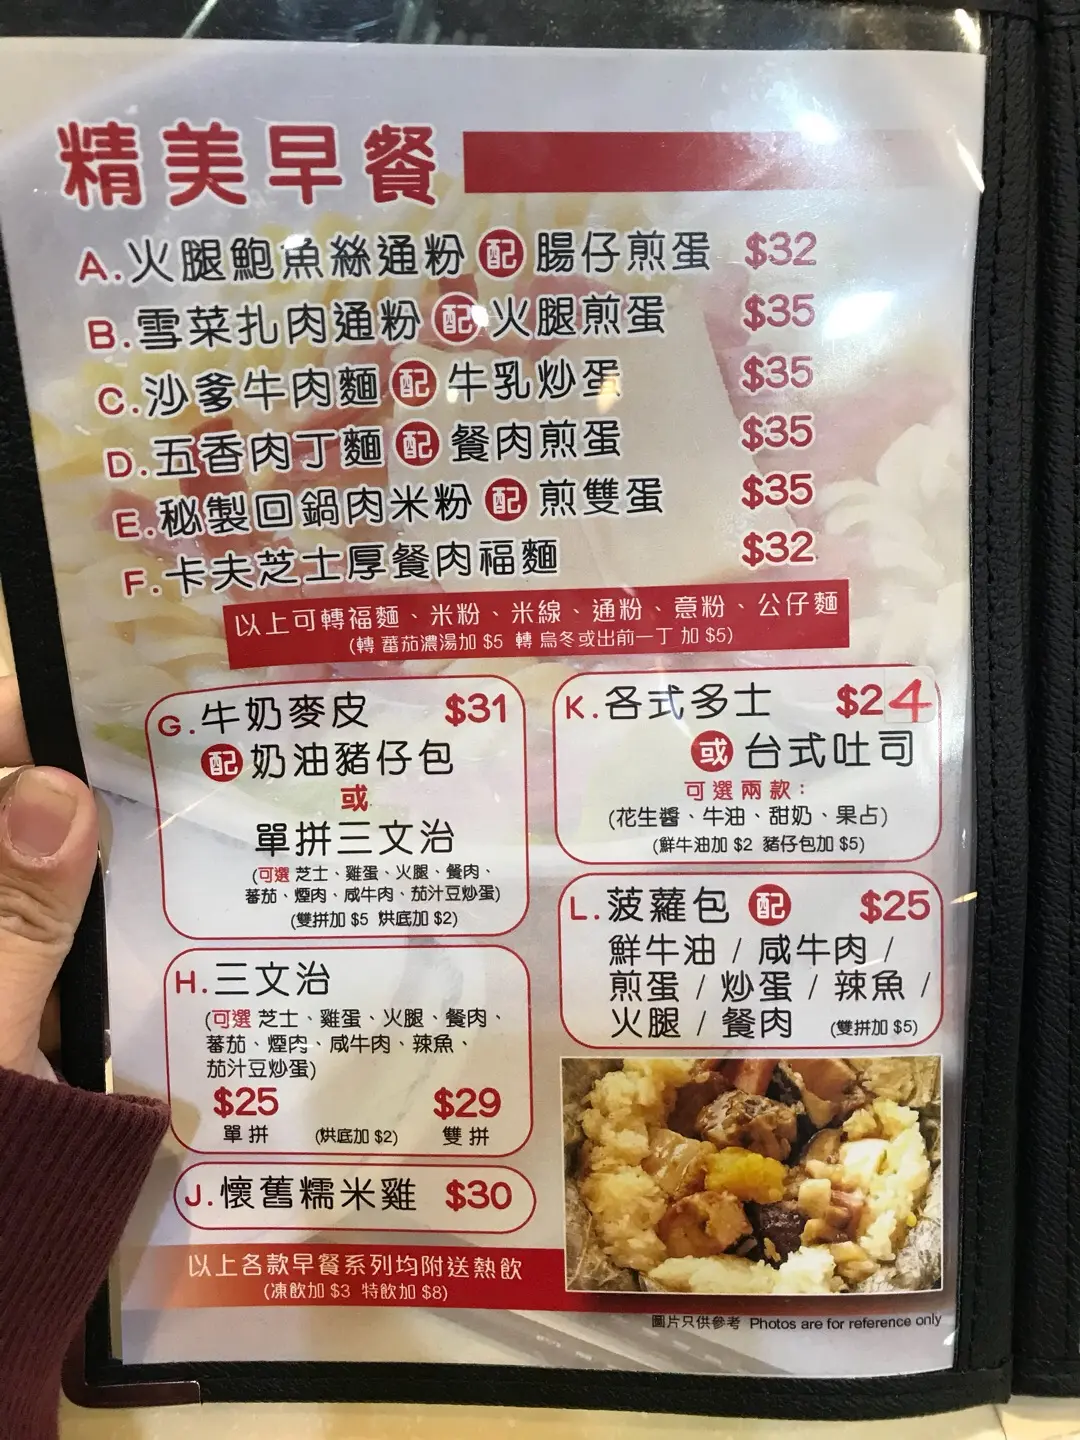 精美早餐
A.火腿鮑魚絲通粉 配 腸仔煎蛋 $32
B.雪菜扎肉通粉 配 火腿煎蛋 $35
C.沙爹牛肉麵 配 牛乳炒蛋 $35
D.五香肉丁麵 配 餐肉煎蛋 $35
E.秘製回鍋肉米粉 配 煎雙蛋 $35
F.卡夫芝士厚餐肉福麵 $32
以上可轉福麵、米粉、米線、通粉、意粉、公仔麵
(轉 蕃茄濃湯加 $5 轉 烏冬或出前一丁 加 $5)
G.牛奶麥皮 $31
配 奶油豬仔包
或
單拼三文治
(可選 芝士、雞蛋、火腿、餐肉、
蕃茄、煙肉、咸牛肉、茄汁豆炒蛋)
(雙拼加 $5 烘底加 $2)
H.三文治
(可選 芝士、雞蛋、火腿、餐肉、
蕃茄、煙肉、咸牛肉、辣魚、
茄汁豆炒蛋)
$25 $29
單拼 (烘底加 $2) 雙拼
J.懷舊糯米雞 $30
K.各式多士 $24
或 台式吐司
可選兩款：
(花生醬、牛油、甜奶、果占)
(鮮牛油加 $2 豬仔包加 $5)
L.菠蘿包 配 $25
鮮牛油 / 咸牛肉 /
煎蛋 / 炒蛋 / 辣魚 /
火腿 / 餐肉 (雙拼加 $5)
以上各款早餐系列均附送熱飲
(凍飲加 $3 特飲加 $8)
圖片只供參考 Photos are for reference only